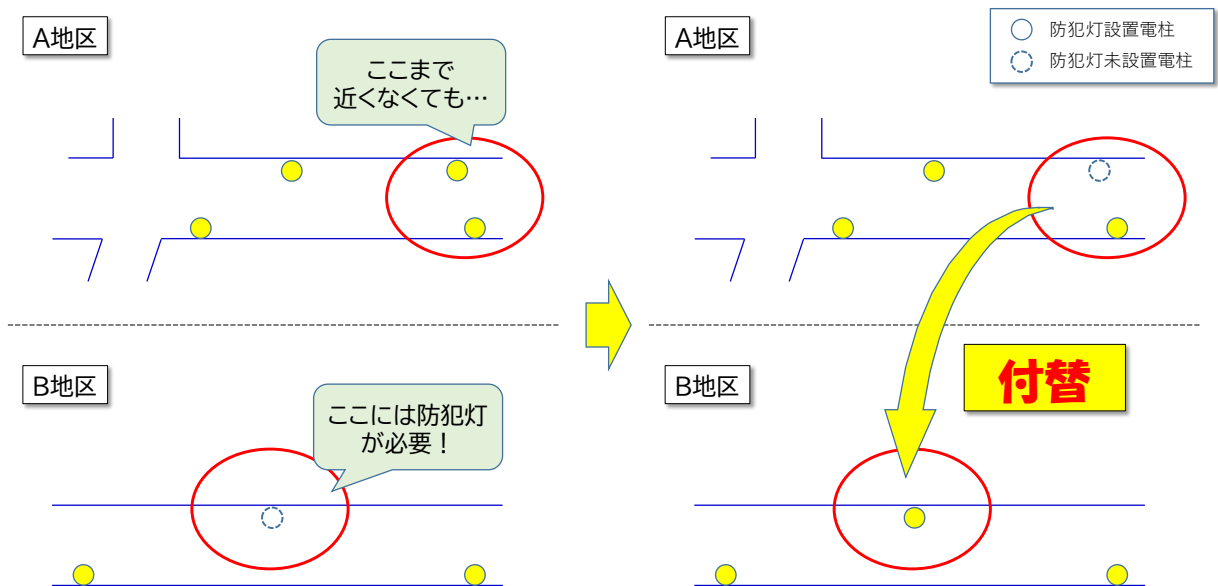 A地区
ここまで
近くなくても…
B地区
ここには防犯灯
が必要！
A地区
防犯灯設置電柱
防犯灯未設置電柱
B地区
付替